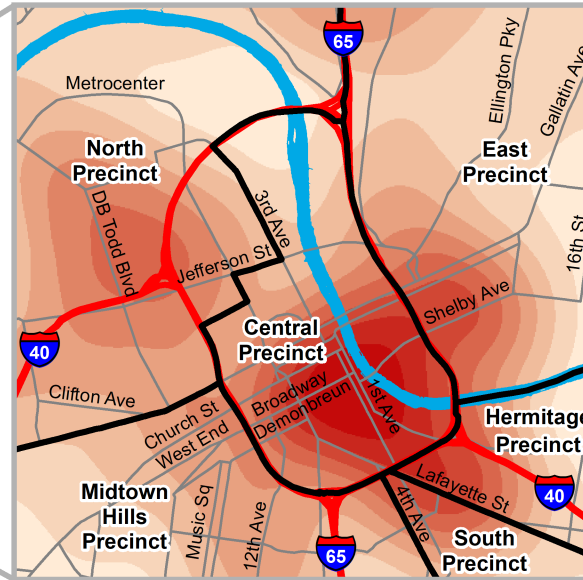 65
Metrocenter
Ellington Pky
Gallatin Ave
North
Precinct
East
Precinct
DB Todd Blvd
3rd Ave
16th St
Jefferson St
Shelby Ave
Central
Precinct
40
Clifton Ave
Broadway
Demonbreun
1st Ave
Church St
West End
Hermitage
Precinct
Midtown
Hills
Precinct
Music Sq
12th Ave
4th Ave
Lafayette St
40
South
Precinct
65